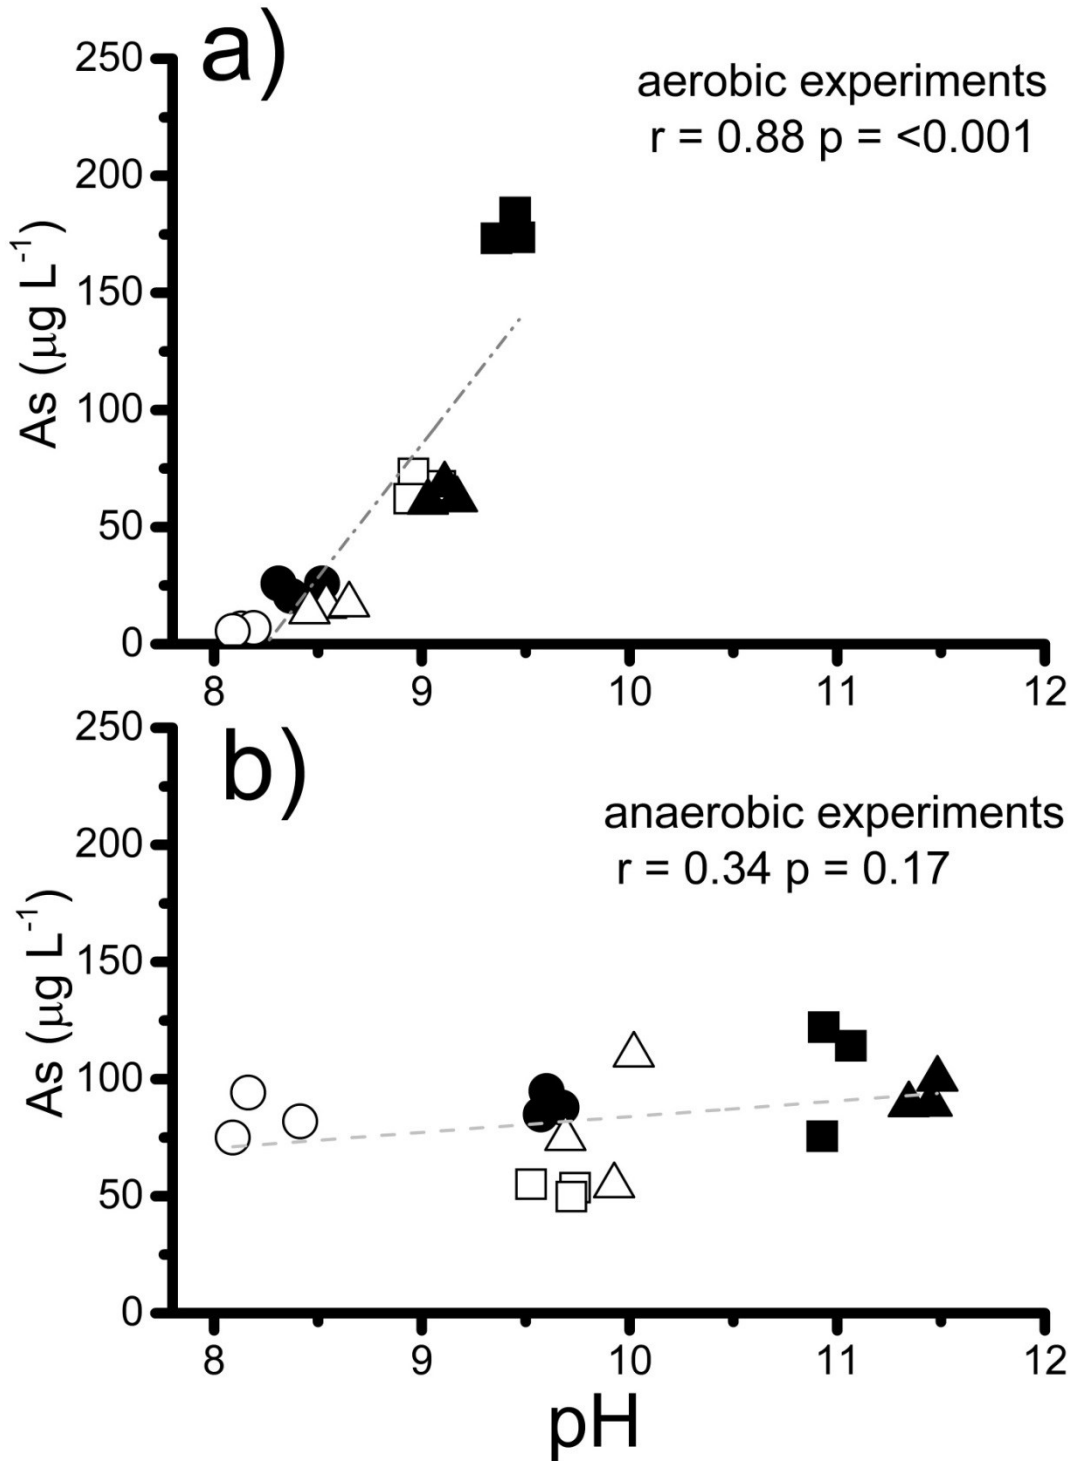 a)
aerobic experiments
r = 0.88 p = <0.001
250
200
150
100
50
0
As (μg L⁻¹)
8 9 10 11 12
b)
anaerobic experiments
r = 0.34 p = 0.17
250
200
150
100
50
0
As (μg L⁻¹)
8 9 10 11 12
pH